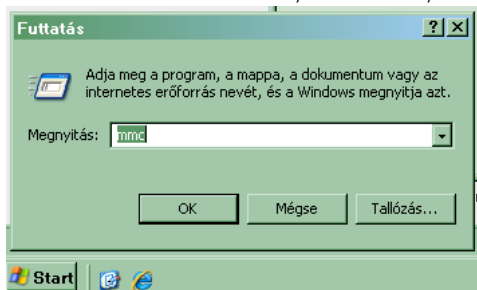 Futtatás
Adja meg a program, a mappa, a dokumentum vagy az
internetes erőforrás nevét, és a Windows megnyitja azt.
Megnyitás: mmc
OK Mégse Tallózás...
Start